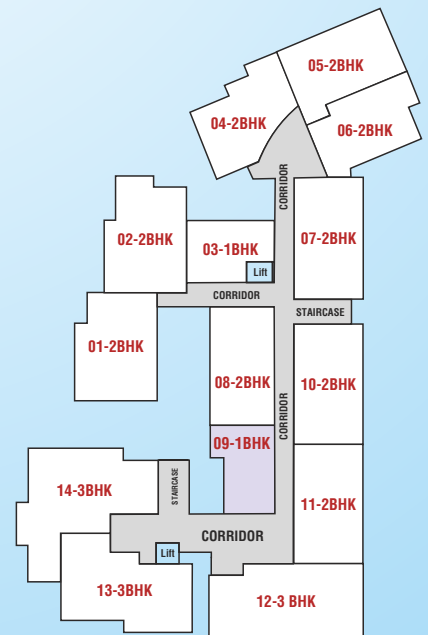 05-2BHK
04-2BHK
06-2BHK
CORRIDOR
02-2BHK
03-1BHK
07-2BHK
Lift
CORRIDOR
STAIRCASE
01-2BHK
08-2BHK
10-2BHK
CORRIDOR
09-1BHK
14-3BHK
STAIRCASE
11-2BHK
CORRIDOR
Lift
13-3BHK
12-3 BHK